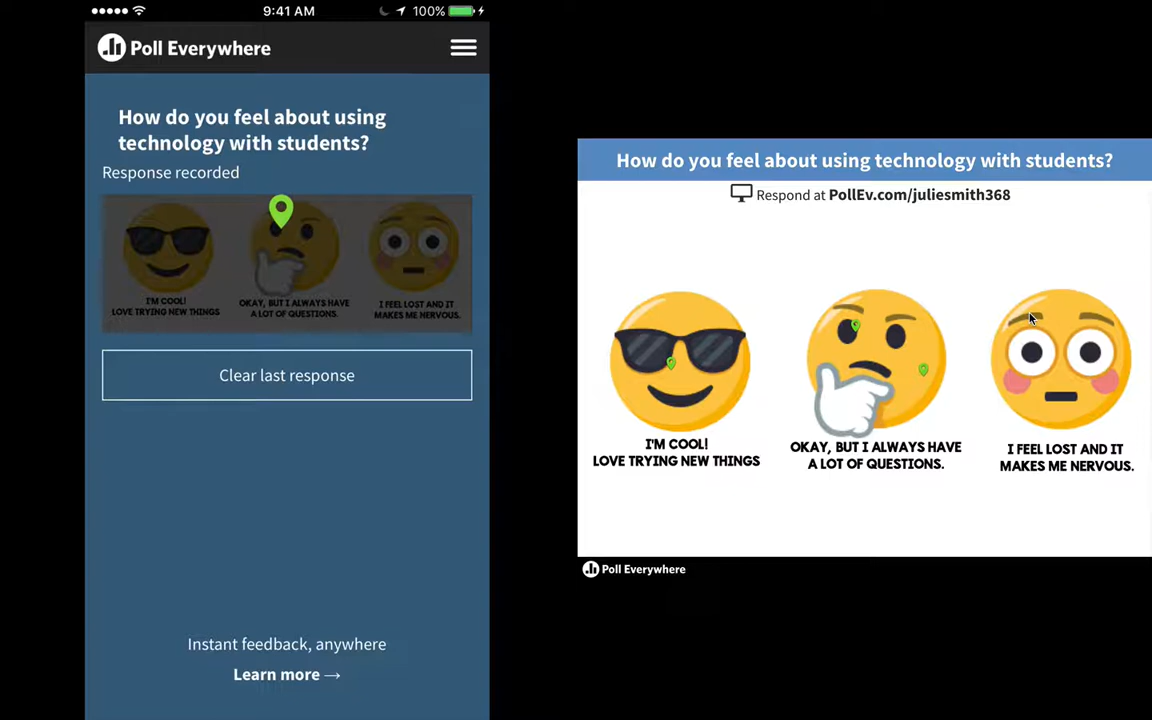 9:41 AM
100%
Poll Everywhere
How do you feel about using
technology with students?
Response recorded
I'M COOL!
LOVE TRYING NEW THINGS
OKAY, BUT I ALWAYS HAVE
A LOT OF QUESTIONS.
I FEEL LOST AND IT
MAKES ME NERVOUS.
Clear last response
Instant feedback, anywhere
Learn more →
How do you feel about using technology with students?
Respond at PollEv.com/juliesmith368
I'M COOL!
LOVE TRYING NEW THINGS
OKAY, BUT I ALWAYS HAVE
A LOT OF QUESTIONS.
I FEEL LOST AND IT
MAKES ME NERVOUS.
Poll Everywhere